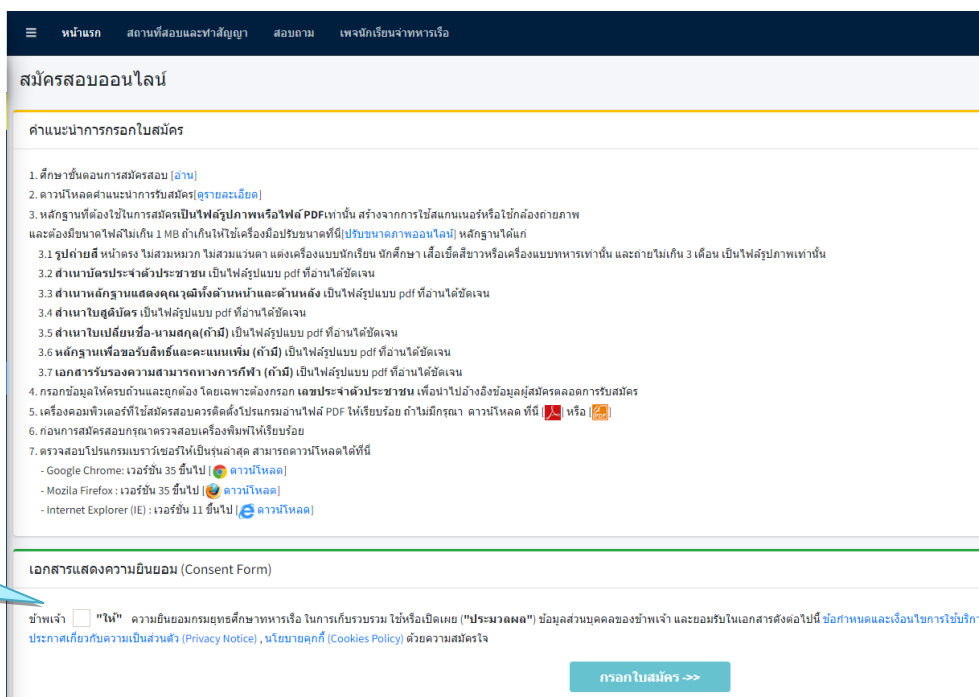 หน้าแรก สถานที่สอบและทำสัญญา สอบถาม เพจนักเรียนจ่าทหารเรือ
สมัครสอบออนไลน์
คำแนะนำการกรอกใบสมัคร
1. ศึกษาขั้นตอนการสมัครสอบ [อ่าน]
2. ดาวน์โหลดคำแนะนำการรับสมัคร[ดูรายละเอียด]
3. หลักฐานที่ต้องใช้ในการสมัครเป็นไฟล์รูปภาพหรือไฟล์ PDFเท่านั้น สร้างจากการใช้สแกนเนอร์หรือใช้กล้องถ่ายภาพ
และต้องมีขนาดไฟล์ไม่เกิน 1 MB ถ้าเกินให้ใช้เครื่องมือปรับขนาดที่นี่[ปรับขนาดภาพออนไลน์] หลักฐานได้แก่
3.1 รูปถ่ายสี หน้าตรง ไม่สวมหมวก ไม่สวมแว่นตา แต่งเครื่องแบบนักเรียน นักศึกษา เสื้อเชิ้ตสีขาวหรือเครื่องแบบทหารเท่านั้น และถ่ายไม่เกิน 3 เดือน เป็นไฟล์รูปภาพเท่านั้น
3.2 สำเนาบัตรประจำตัวประชาชน เป็นไฟล์รูปแบบ pdf ที่อ่านได้ชัดเจน
3.3 สำเนาหลักฐานแสดงคุณวุฒิทั้งด้านหน้าและด้านหลัง เป็นไฟล์รูปแบบ pdf ที่อ่านได้ชัดเจน
3.4 สำเนาใบสูติบัตร เป็นไฟล์รูปแบบ pdf ที่อ่านได้ชัดเจน
3.5 สำเนาใบเปลี่ยนชื่อ-นามสกุล(ถ้ามี) เป็นไฟล์รูปแบบ pdf ที่อ่านได้ชัดเจน
3.6 หลักฐานเพื่อขอรับสิทธิ์และคะแนนเพิ่ม (ถ้ามี) เป็นไฟล์รูปแบบ pdf ที่อ่านได้ชัดเจน
3.7 เอกสารรับรองความสามารถทางการกีฬา (ถ้ามี) เป็นไฟล์รูปแบบ pdf ที่อ่านได้ชัดเจน
4. กรอกข้อมูลให้ครบถ้วนและถูกต้อง โดยเฉพาะต้องกรอก เลขประจำตัวประชาชน เพื่อนำไปอ้างอิงข้อมูลผู้สมัครตลอดการรับสมัคร
5. เครื่องคอมพิวเตอร์ที่ใช้สมัครสอบควรติดตั้งโปรแกรมอ่านไฟล์ PDF ให้เรียบร้อย ถ้าไม่มีกรุณา ดาวน์โหลด ที่นี่ [] หรือ []
6. ก่อนการสมัครสอบกรุณาตรวจสอบเครื่องพิมพ์ให้เรียบร้อย
7. ตรวจสอบโปรแกรมเบราว์เซอร์ให้เป็นรุ่นล่าสุด สามารถดาวน์โหลดได้ที่นี่
- Google Chrome: เวอร์ชั่น 35 ขึ้นไป [ดาวน์โหลด]
- Mozila Firefox : เวอร์ชั่น 35 ขึ้นไป [ดาวน์โหลด]
- Internet Explorer (IE) : เวอร์ชั่น 11 ขึ้นไป [ดาวน์โหลด]
เอกสารแสดงความยินยอม (Consent Form)
ข้าพเจ้า "ให้" ความยินยอมกรมยุทธศึกษาทหารเรือ ในการเก็บรวบรวม ใช้หรือเปิดเผย ("ประมวลผล") ข้อมูลส่วนบุคคลของข้าพเจ้า และยอมรับในเอกสารดังต่อไปนี้ ข้อกำหนดและเงื่อนไขการใช้บริกา
ประกาศเกี่ยวกับความเป็นส่วนตัว (Privacy Notice) , นโยบายคุกกี้ (Cookies Policy) ด้วยความสมัครใจ
กรอกใบสมัคร ->>